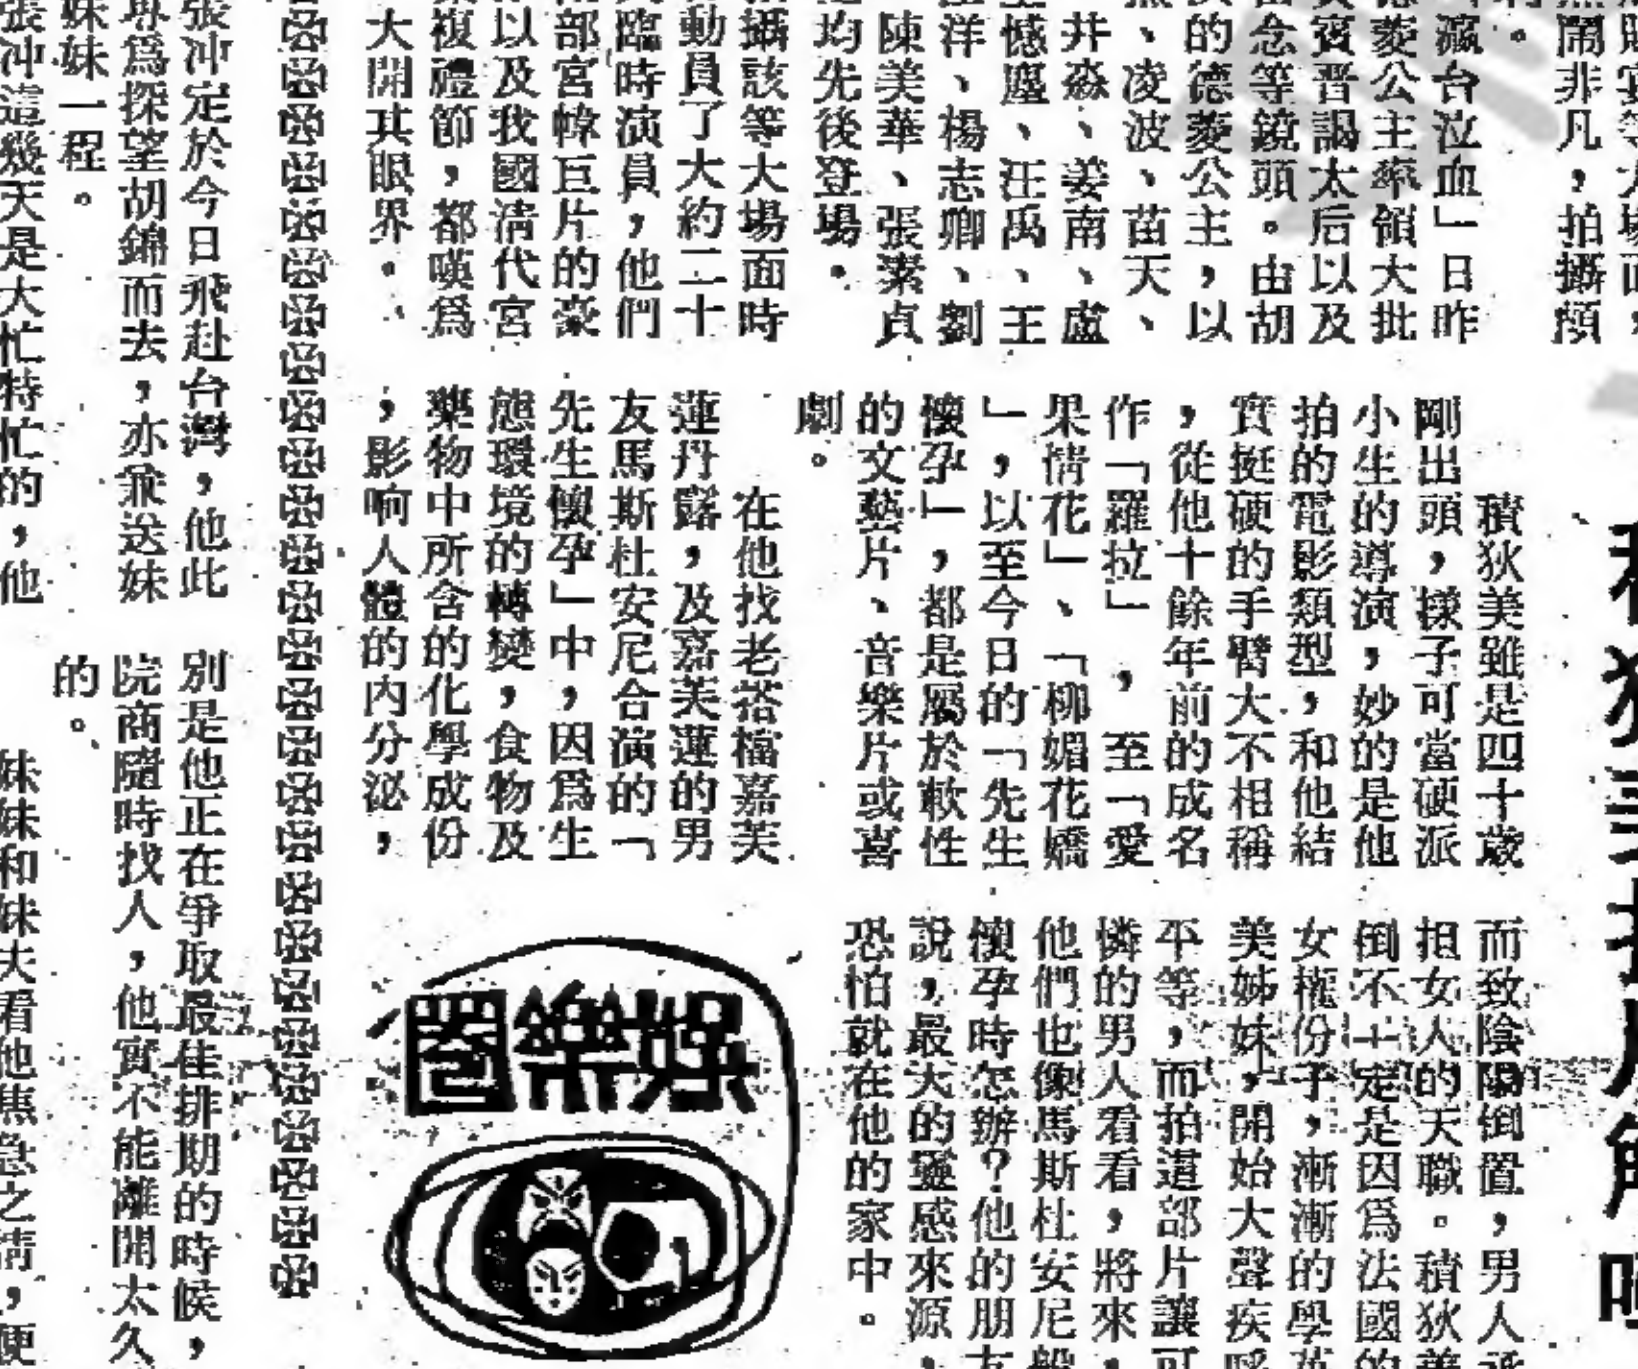 熱鬧非凡，拍攝頻
瀛台泣血」日昨
德菱公主率領大批
賓晉謁太后以及
念等鏡頭。由胡
的德菱公主，以
、凌波、苗天、
井淼、姜南、盧
憾塵、汪禹、王
洋、楊志卿、劉
陳美華、張潔貞
均先後登場。
攝該等大場面時
動員了大約二十
臨時演員，他們
部宮幃巨片的豪
以及我國清代宮
複禮節，都嘆爲
大開其眼界。
積狄美雖是四十歲
剛出頭，樣子可當硬派
小生的導演，妙的是他
拍的電影類型，和他結
實挺硬的手臂大不相稱
，從他十餘年前的成名
作「羅拉」，至「愛
果情花」、「柳媚花嬌
」，以至今日的「先生
懷孕」，都是屬於軟性
的文藝片、音樂片或喜
劇。
在他找老搭檔嘉芙
蓮丹露，及嘉芙蓮的男
友馬斯杜安尼合演的「
先生懷孕」中，因爲生
態環境的轉變，食物及
藥物中所含的化學成份
，影响人體的內分泌，
而致陰陽倒置，男人
担女人的天職。積狄
倒不一定是因爲法國的
女權份子，漸漸的學英
美姊妹，開始大聲疾呼
平等，而拍這部片讓可
憐的男人看看，將來，
他們也像馬斯杜安尼般
懷孕時怎辦？他的朋友
說，最大的靈感來源，
恐怕就在他的家中。
娛樂圈
張冲定於今日飛赴台灣，他此
爲探望胡錦而去，亦兼送妹
妹妹一程。
張冲這幾天是大忙特忙的，他
別是他正在爭取最佳排期的時候，
院商隨時找人，他實不能離開太久
的。
妹妹和妹夫看他焦急之情，便